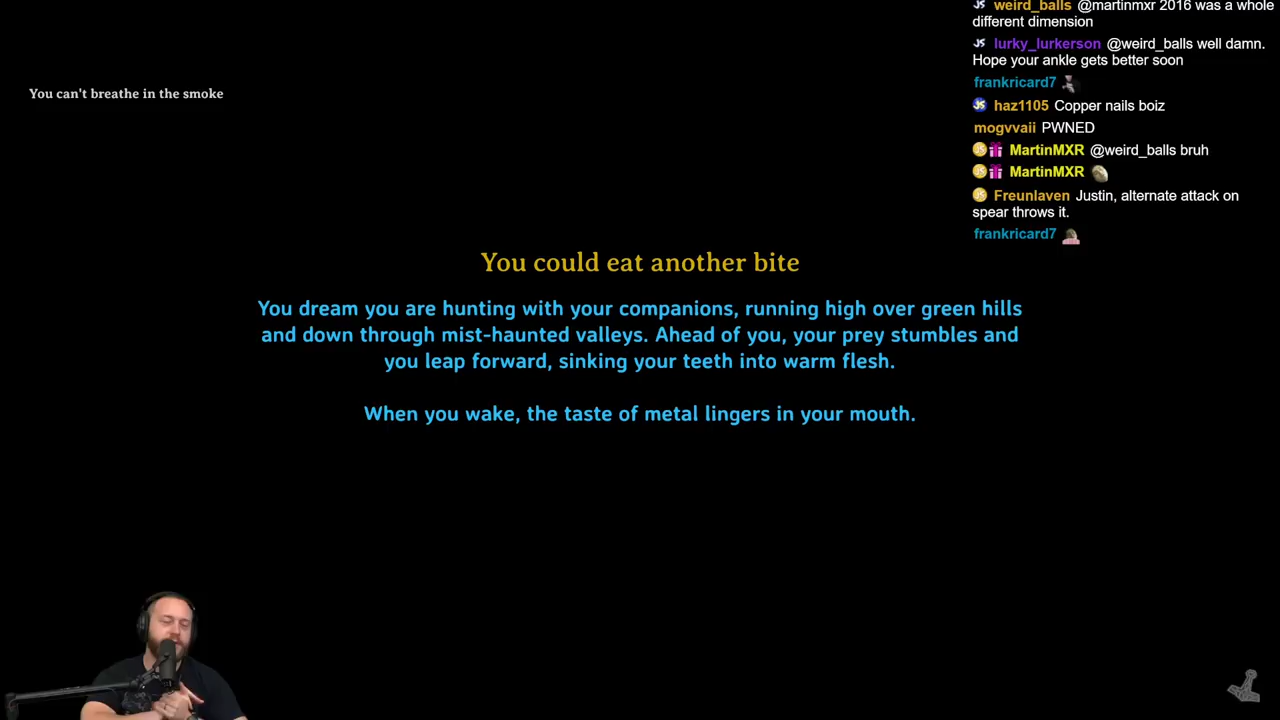 weird_balls @martinmxr 2016 was a whole
different dimension
lurky_lurkerson @weird_balls well damn.
Hope your ankle gets better soon
frankricard7
haz1105 Copper nails boiz
mogvvaii PWNED
MartinMXR @weird_balls bruh
MartinMXR
Freunlaven Justin, alternate attack on
spear throws it.
frankricard7
You can't breathe in the smoke
You could eat another bite
You dream you are hunting with your companions, running high over green hills
and down through mist-haunted valleys. Ahead of you, your prey stumbles and
you leap forward, sinking your teeth into warm flesh.
When you wake, the taste of metal lingers in your mouth.